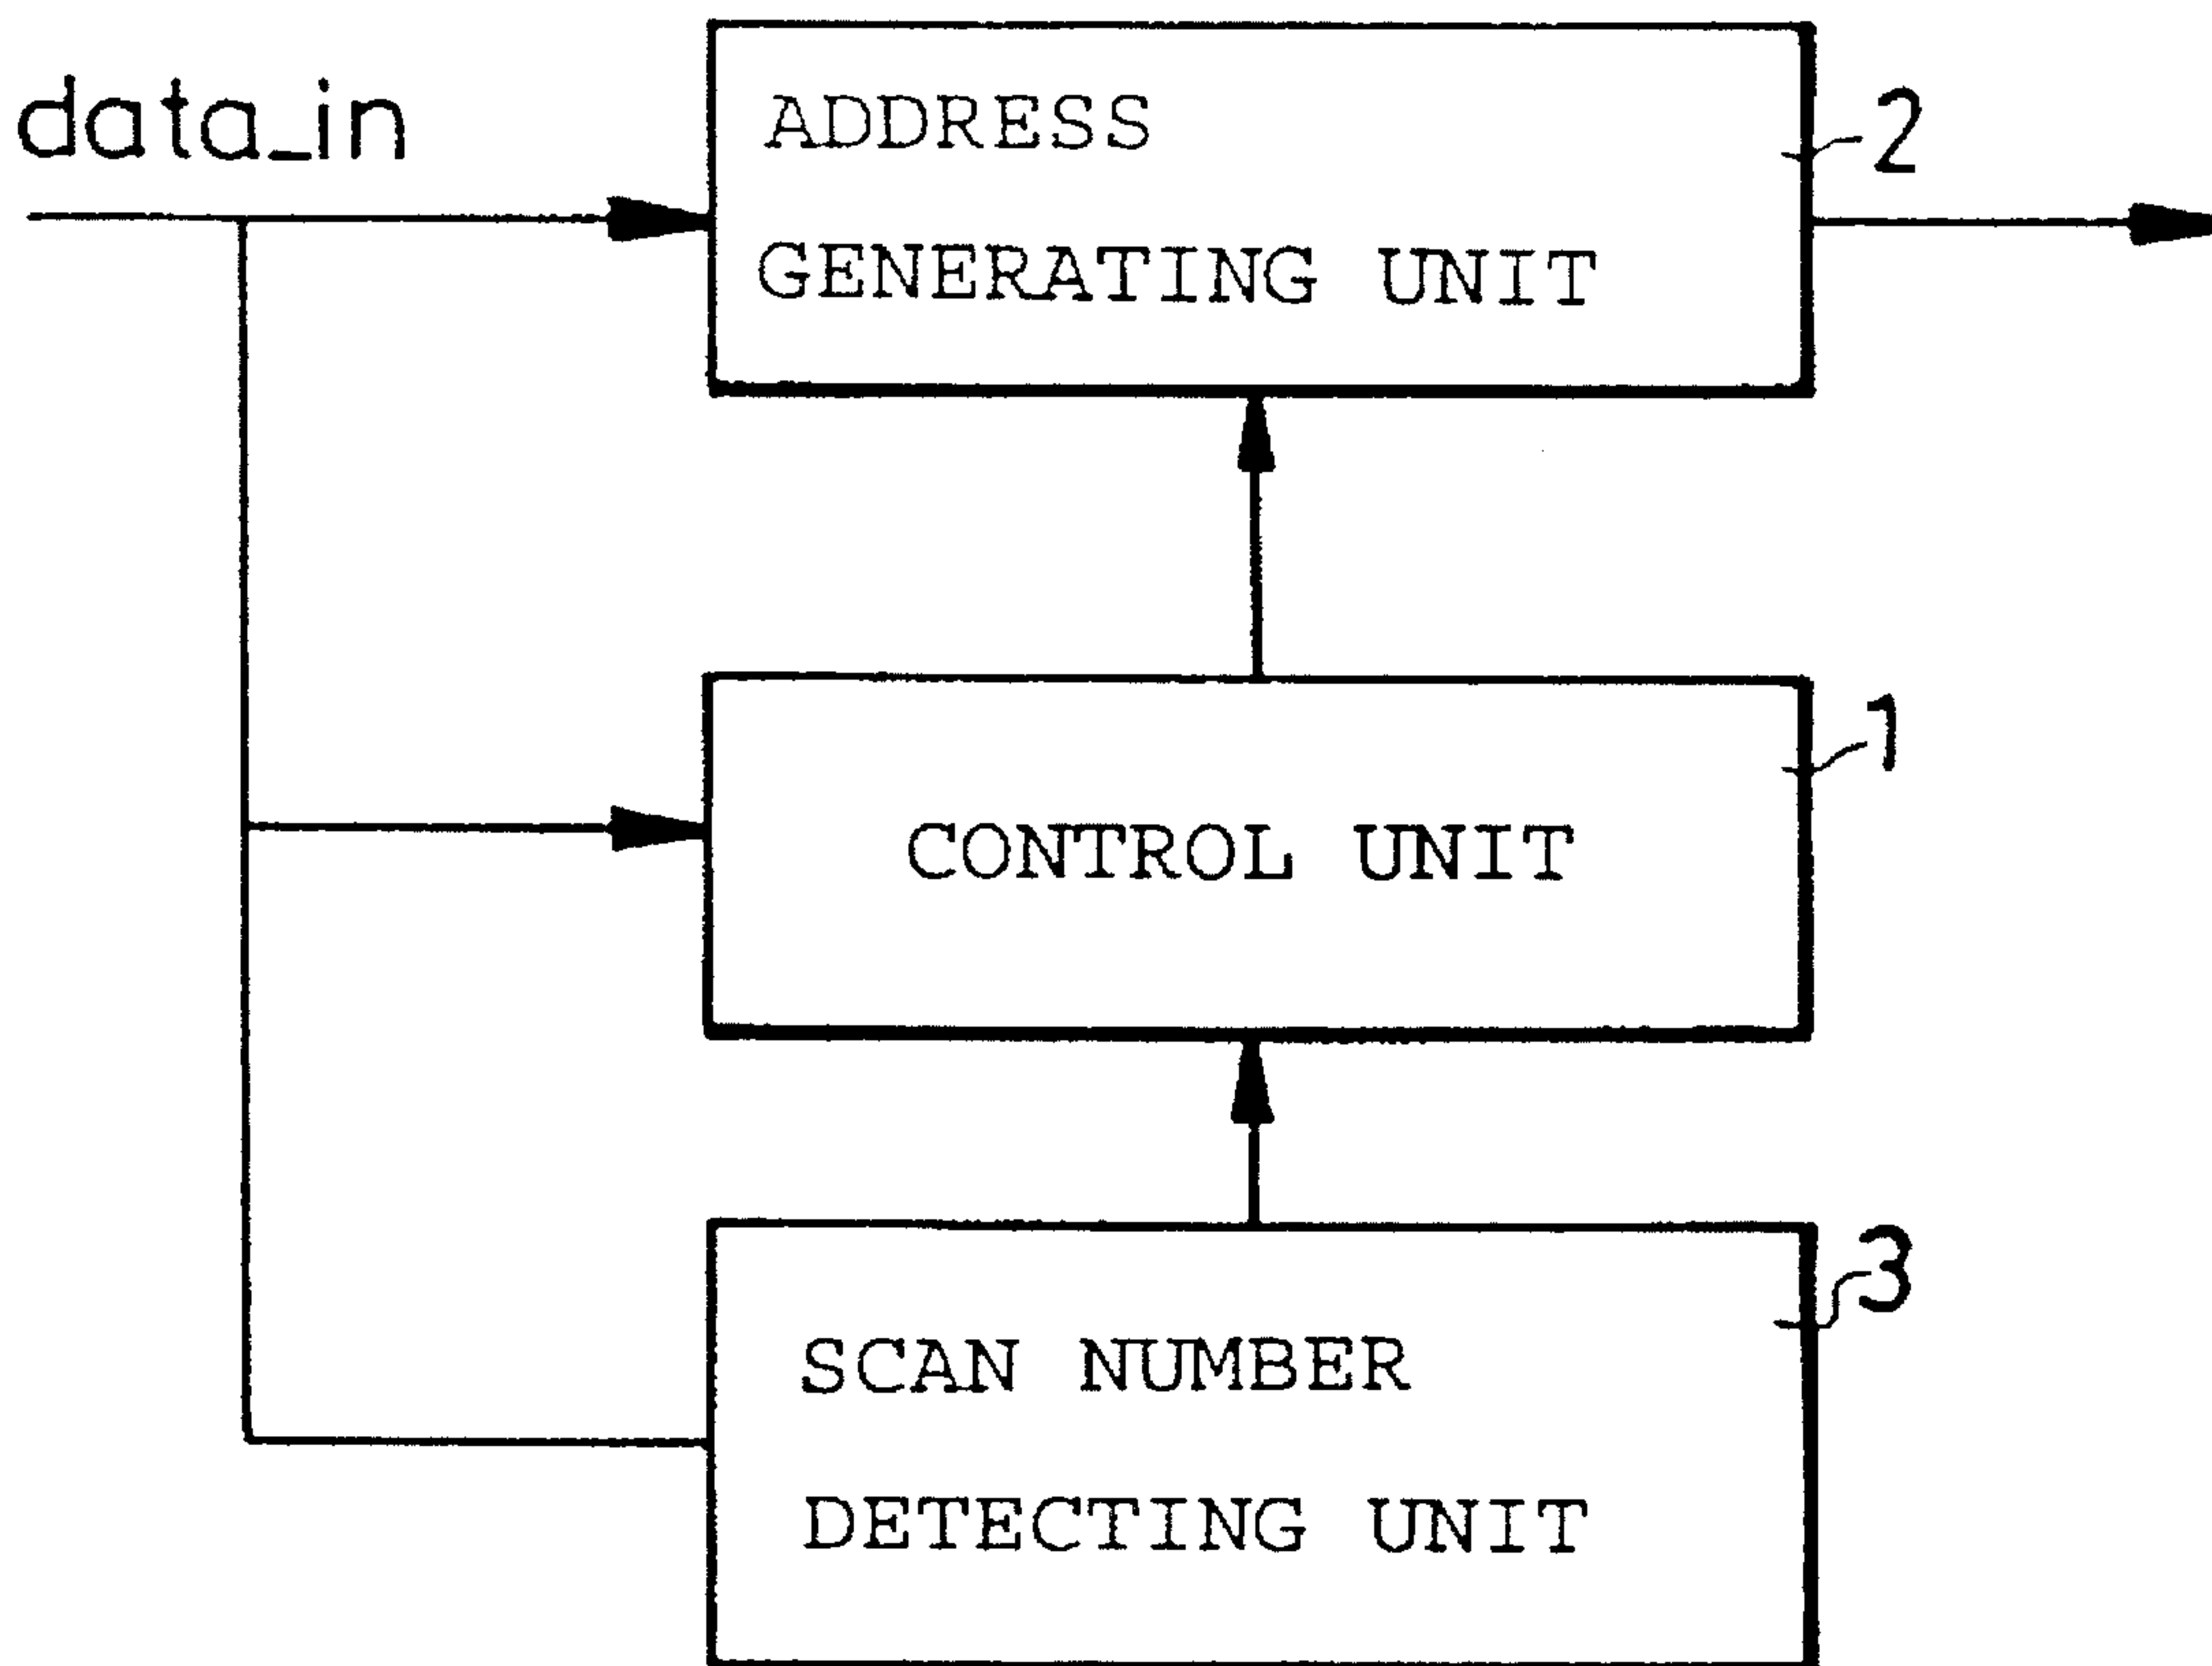 data_in
ADDRESS
GENERATING UNIT
2
CONTROL UNIT
1
SCAN NUMBER
DETECTING UNIT
3